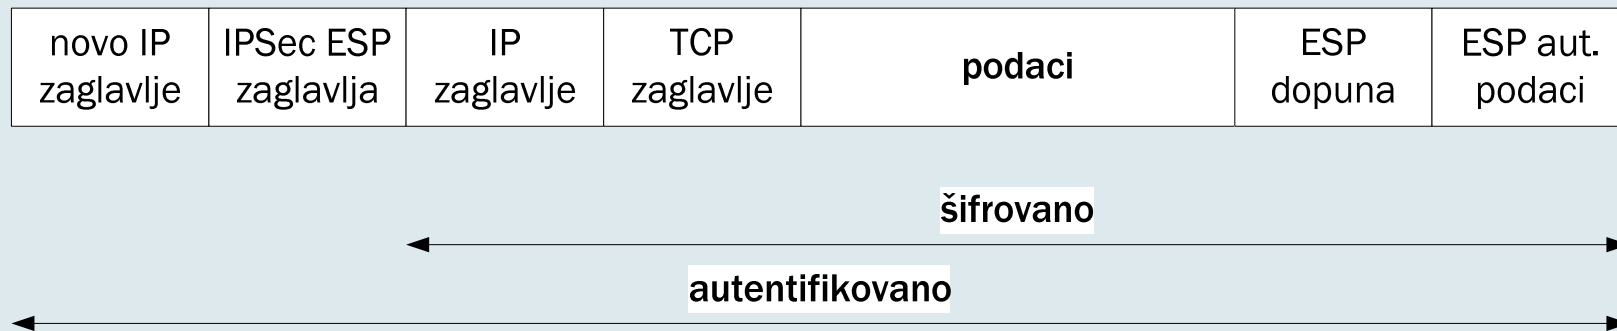 novo IP
zaglavlje
IPSec ESP
zaglavlja
IP
zaglavlje
TCP
zaglavlje
podaci
ESP
dopuna
ESP aut.
podaci
šifrovano
autentifikovano